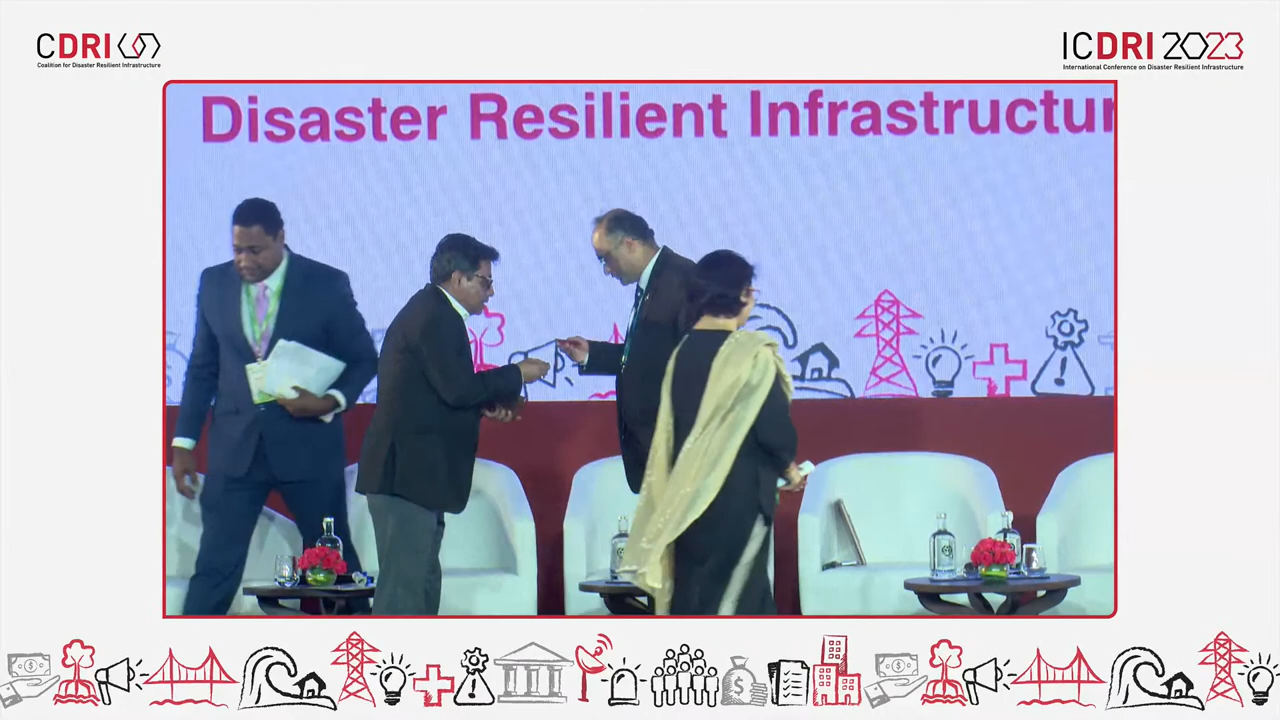 CDRI
Coalition for Disaster Resilient Infrastructure
ICDRI 2023
International Conference on Disaster Resilient Infrastructure
Disaster Resilient Infrastructur